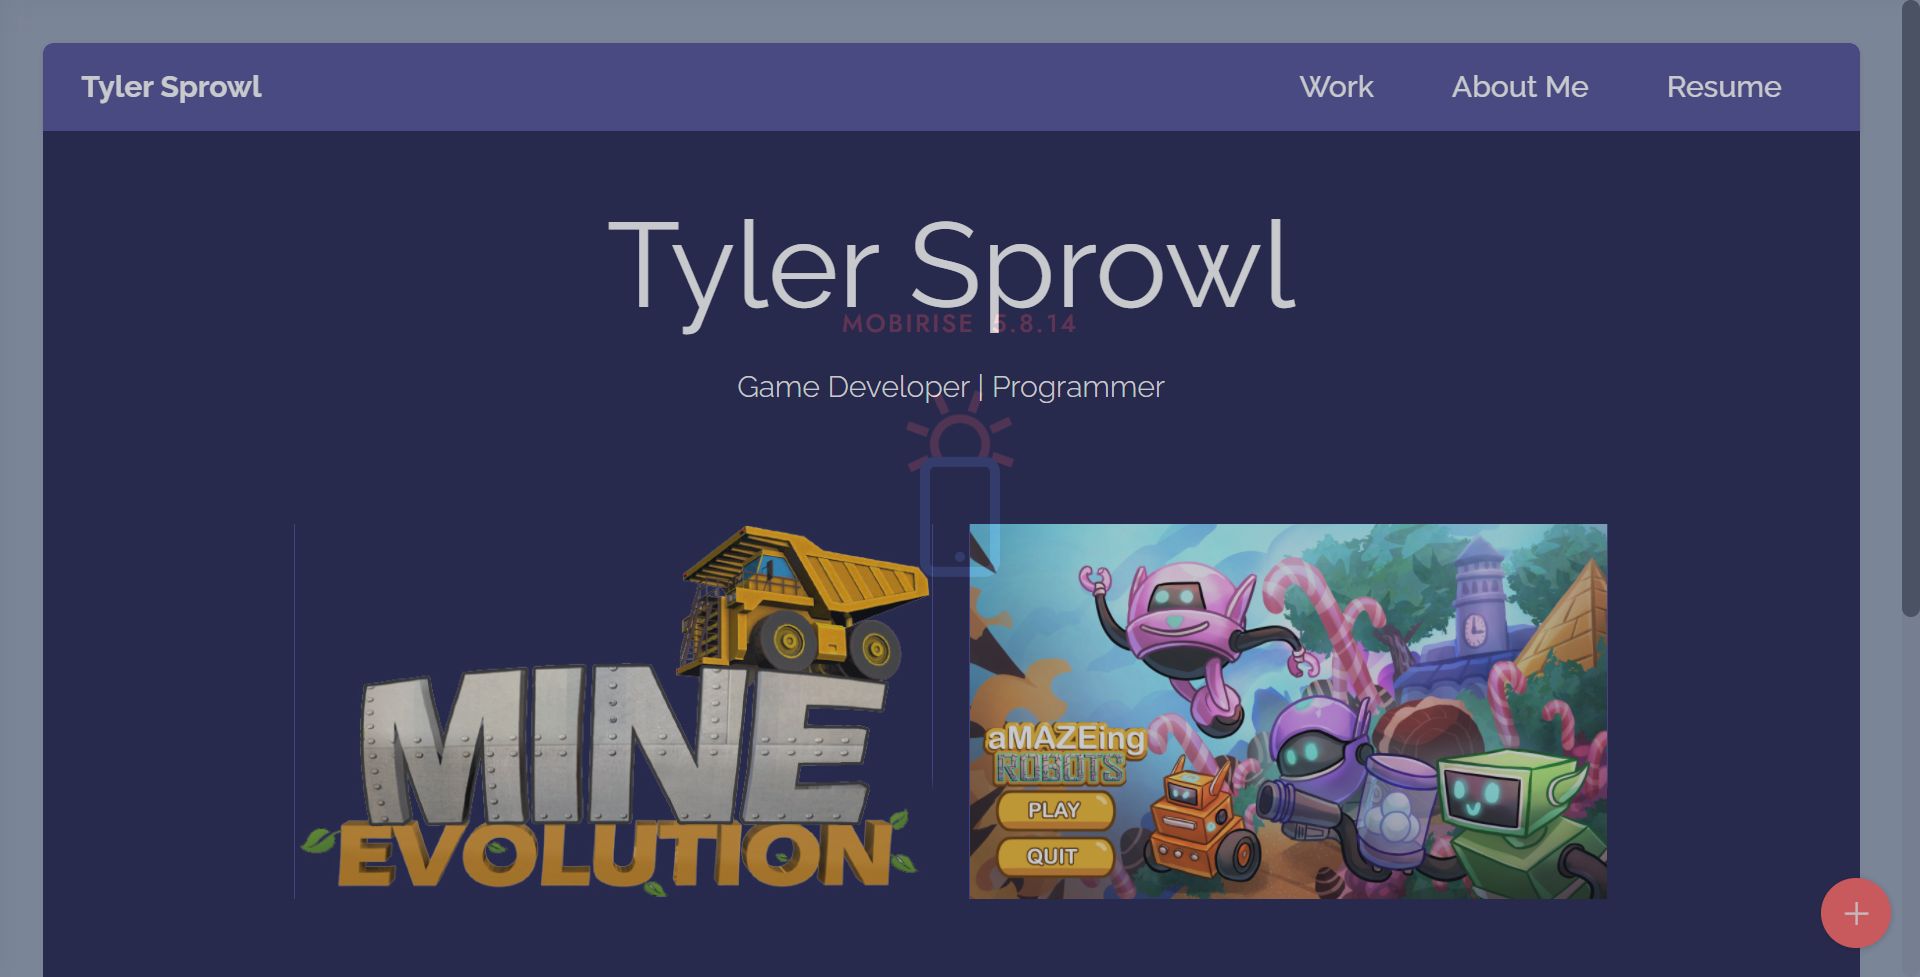 Tyler Sprowl
Work About Me Resume
Tyler Sprowl
MOBIRISE 5.8.14
Game Developer | Programmer
MINE
EVOLUTION
aMAZEing
ROBOTS
PLAY
QUIT